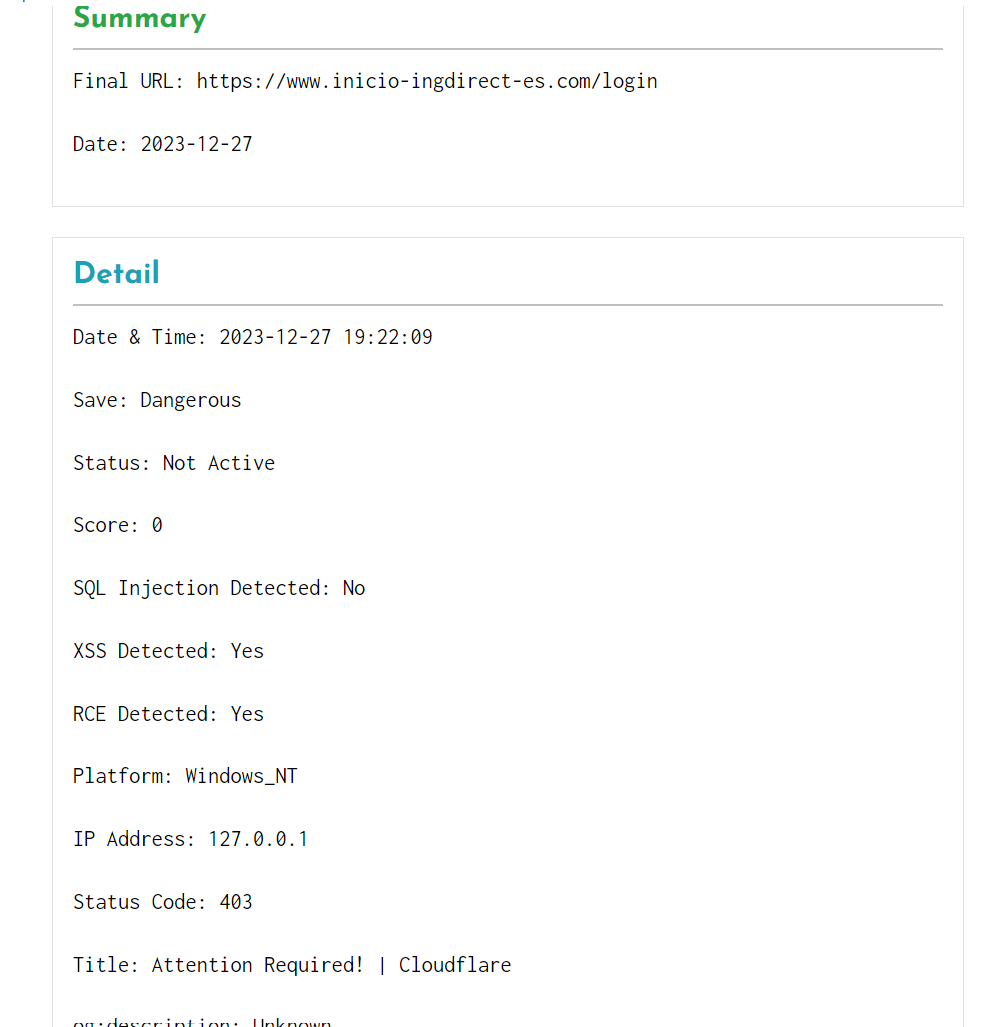 Summary
Final URL: https://www.inicio-ingdirect-es.com/login
Date: 2023-12-27
Detail
Date & Time: 2023-12-27 19:22:09
Save: Dangerous
Status: Not Active
Score: 0
SQL Injection Detected: No
XSS Detected: Yes
RCE Detected: Yes
Platform: Windows_NT
IP Address: 127.0.0.1
Status Code: 403
Title: Attention Required! | Cloudflare
og:description: Unknown